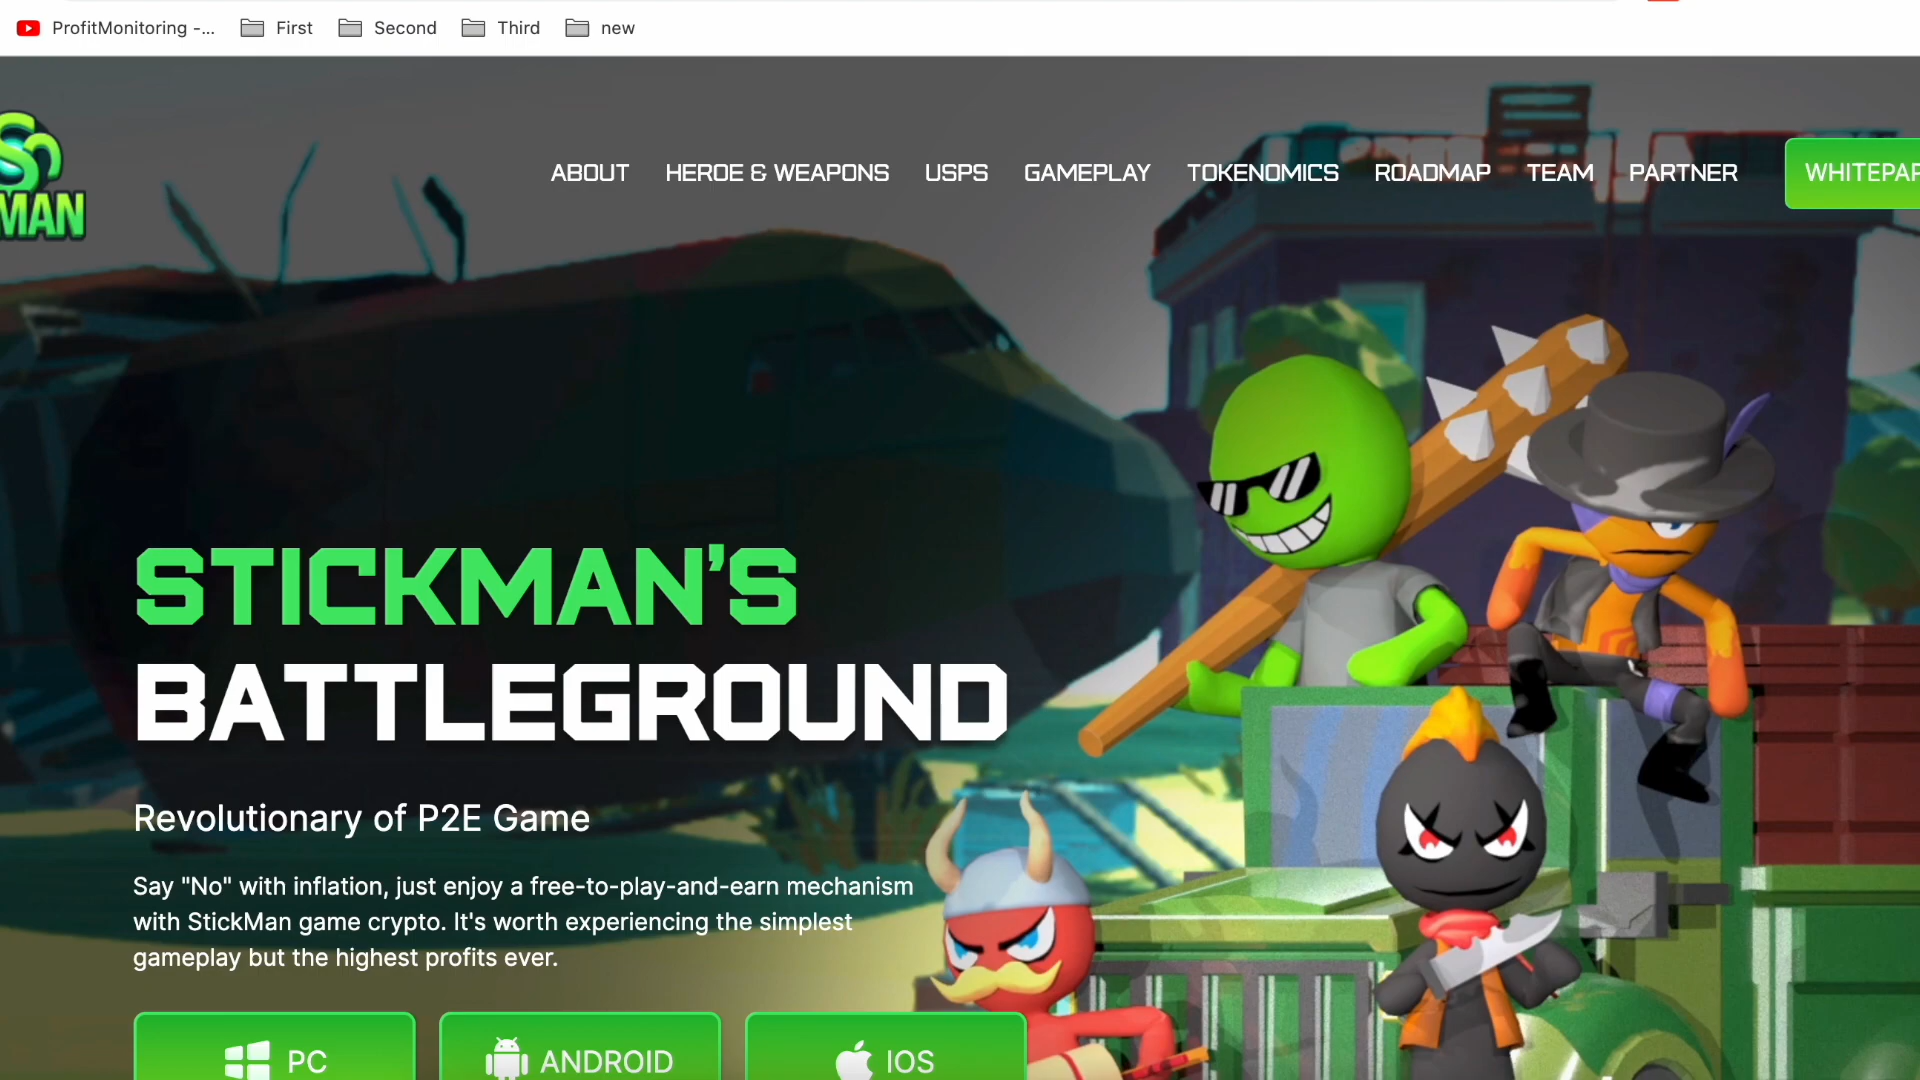 ProfitMonitoring -...
First
Second
Third
new
So
MAN
ABOUT
HEROE & WEAPONS
USPS
GAMEPLAY
TOKENOMICS
ROADMAP
TEAM
PARTNER
WHITEPAP
STICKMAN'S
BATTLEGROUND
Revolutionary of P2E Game
Say "No" with inflation, just enjoy a free-to-play-and-earn mechanism
with StickMan game crypto. It's worth experiencing the simplest
gameplay but the highest profits ever.
PC
ANDROID
IOS